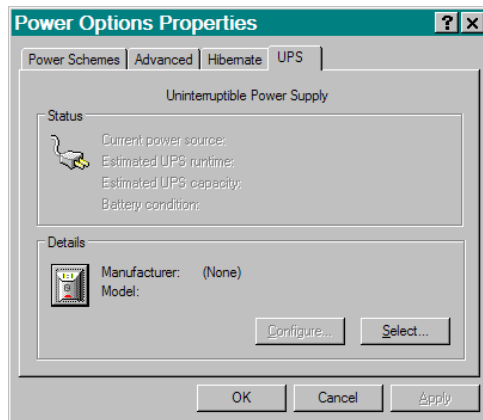 Power Options Properties
Power Schemes Advanced Hibernate UPS
Uninterruptible Power Supply
Status
Current power source:
Estimated UPS runtime:
Estimated UPS capacity:
Battery condition:
Details
Manufacturer: (None)
Model:
Configure... Select...
OK Cancel Apply